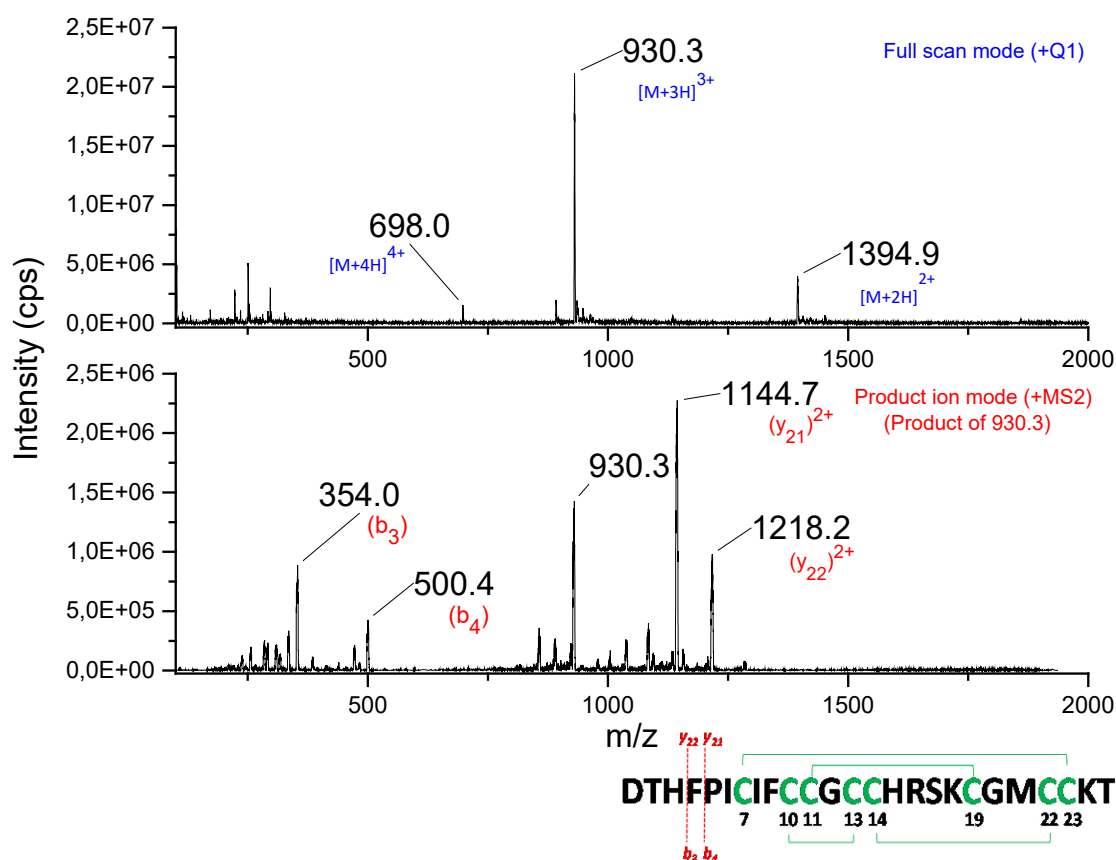 2,5E+07
2,0E+07
1,5E+07
1,0E+07
5,0E+06
0,0E+00
930.3
[M+3H]3+
Full scan mode (+Q1)
698.0
[M+4H]4+
1394.9
[M+2H]2+
500
1000
1500
2000
Intensity (cps)
2,5E+06
2,0E+06
1,5E+06
1,0E+06
5,0E+05
0,0E+00
1144.7
(y21)2+
Product ion mode (+MS2)
(Product of 930.3)
930.3
354.0
(b3)
1218.2
(y22)2+
500.4
(b4)
500
1000
1500
2000
m/z
y22 y21
DTHFPICIFCCGCCHRSKCGMCCKT
7 10 11 13 14 19 22 23
b3 b4